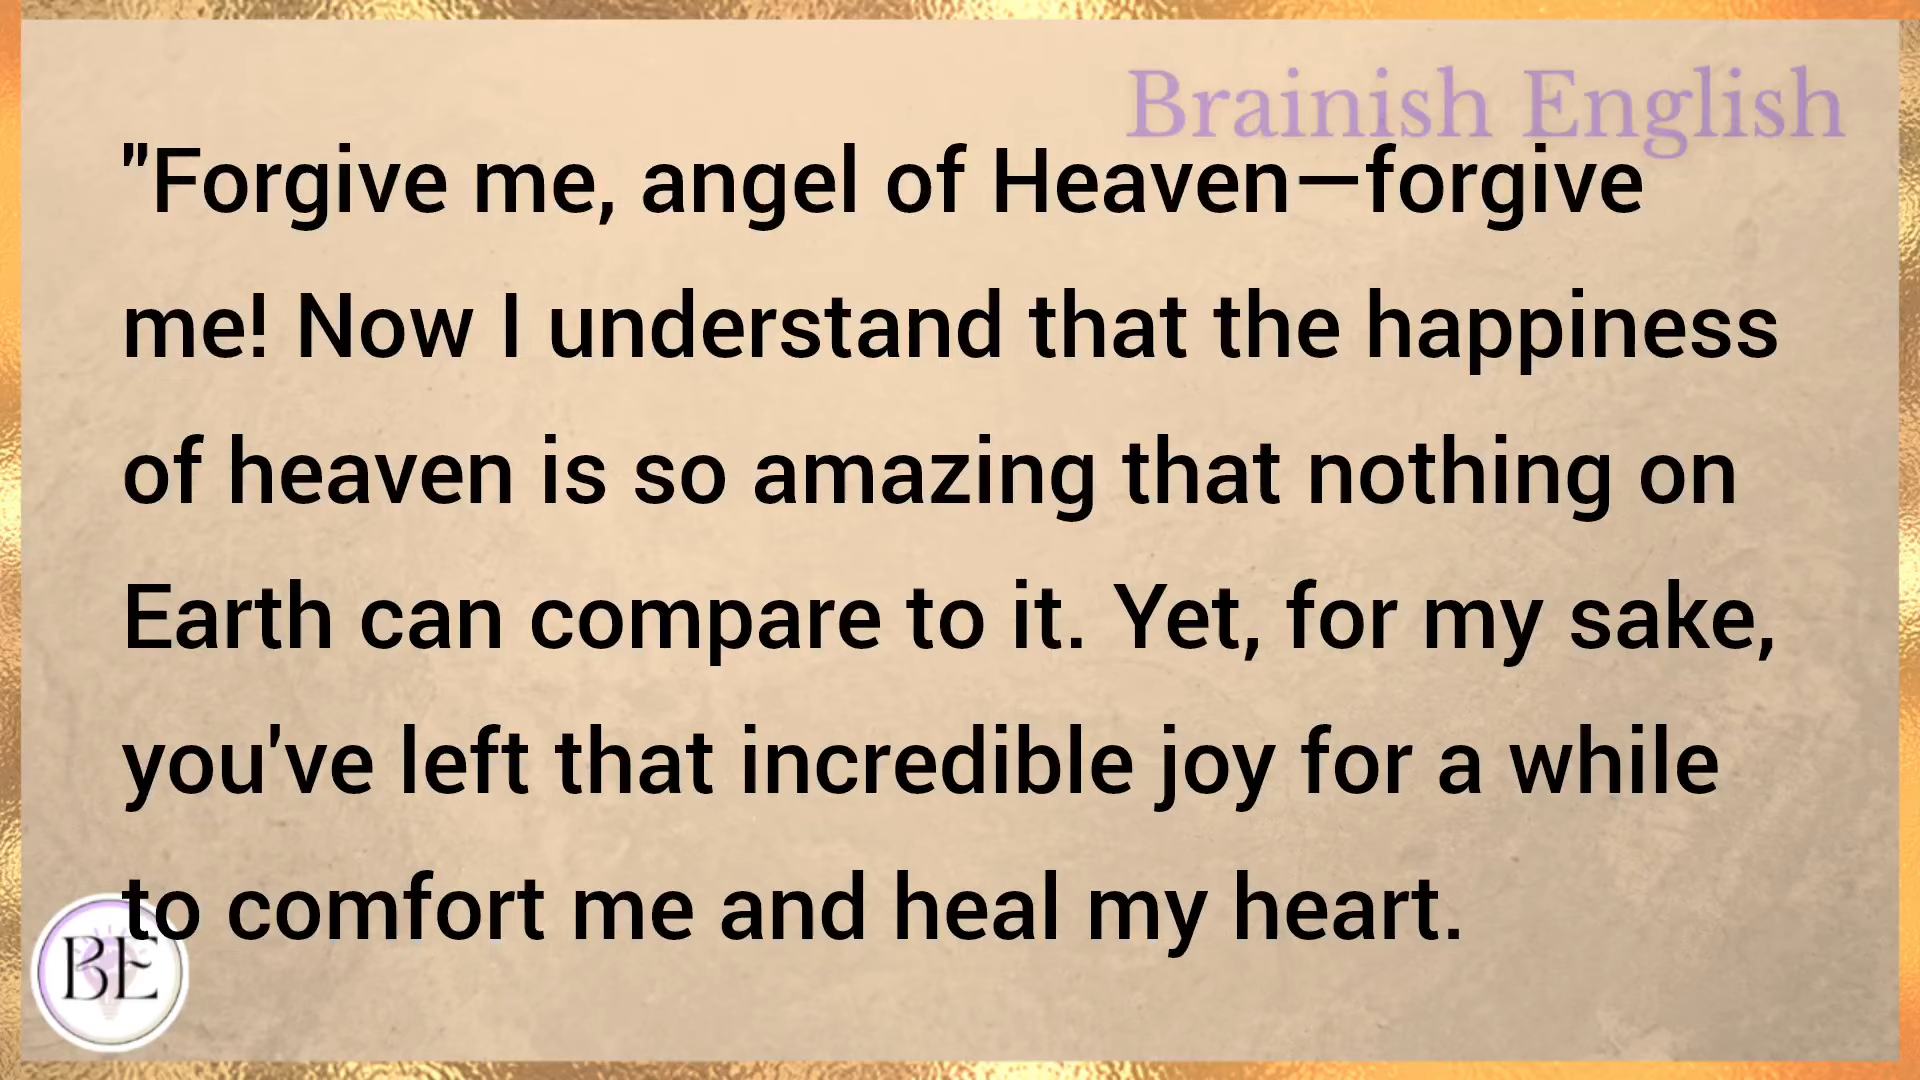 Brainish English
"Forgive me, angel of Heaven—forgive
me! Now I understand that the happiness
of heaven is so amazing that nothing on
Earth can compare to it. Yet, for my sake,
you've left that incredible joy for a while
to comfort me and heal my heart.
BE